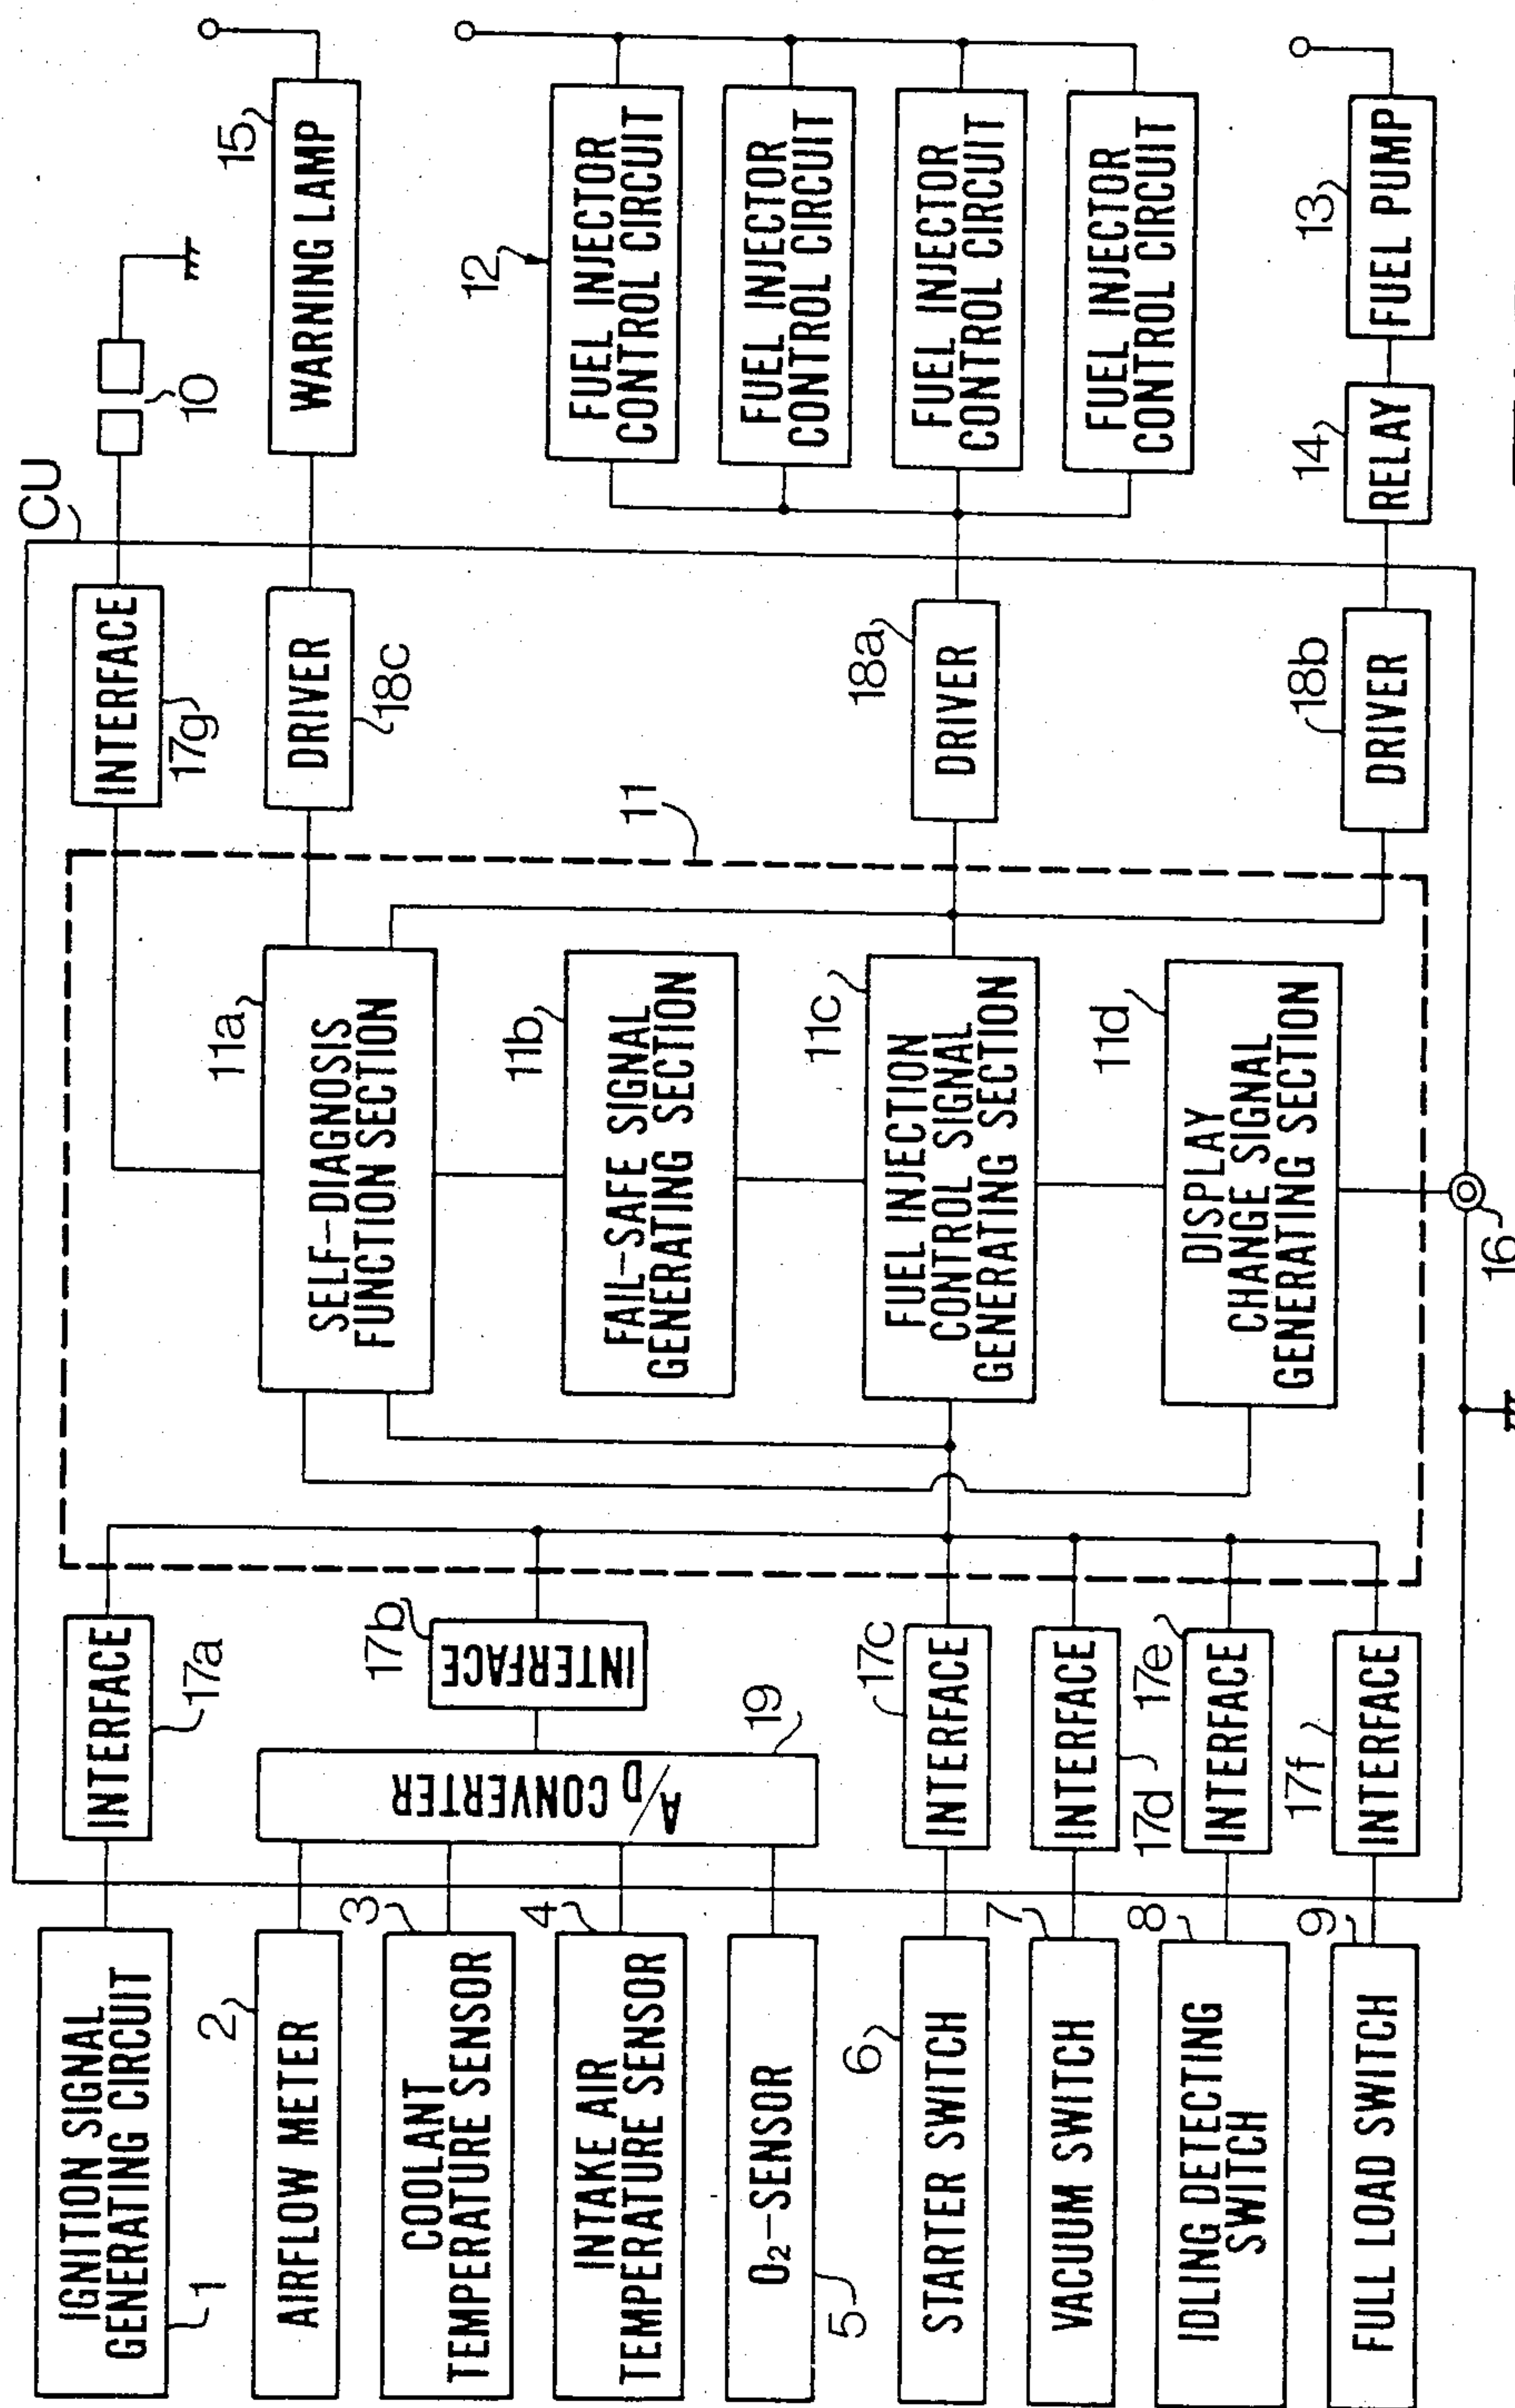 IGNITION SIGNAL
GENERATING CIRCUIT
1
AIRFLOW METER
2
COOLANT
TEMPERATURE SENSOR
3
INTAKE AIR
TEMPERATURE SENSOR
4
O₂-SENSOR
5
STARTER SWITCH
6
VACUUM SWITCH
7
IDLING DETECTING
SWITCH
8
FULL LOAD SWITCH
9
INTERFACE
17a
A/D CONVERTER
19
INTERFACE
17b
INTERFACE
17c
INTERFACE
17d
INTERFACE
17e
INTERFACE
17f
SELF-DIAGNOSIS
FUNCTION SECTION
11a
FAIL-SAFE SIGNAL
GENERATING SECTION
11b
FUEL INJECTION
CONTROL SIGNAL
GENERATING SECTION
11c
DISPLAY
CHANGE SIGNAL
GENERATING SECTION
11d
16
11
INTERFACE
17g
DRIVER
18c
DRIVER
18a
DRIVER
18b
CU
10
WARNING LAMP
15
12
FUEL INJECTOR
CONTROL CIRCUIT
FUEL INJECTOR
CONTROL CIRCUIT
FUEL INJECTOR
CONTROL CIRCUIT
FUEL INJECTOR
CONTROL CIRCUIT
RELAY
14
FUEL PUMP
13